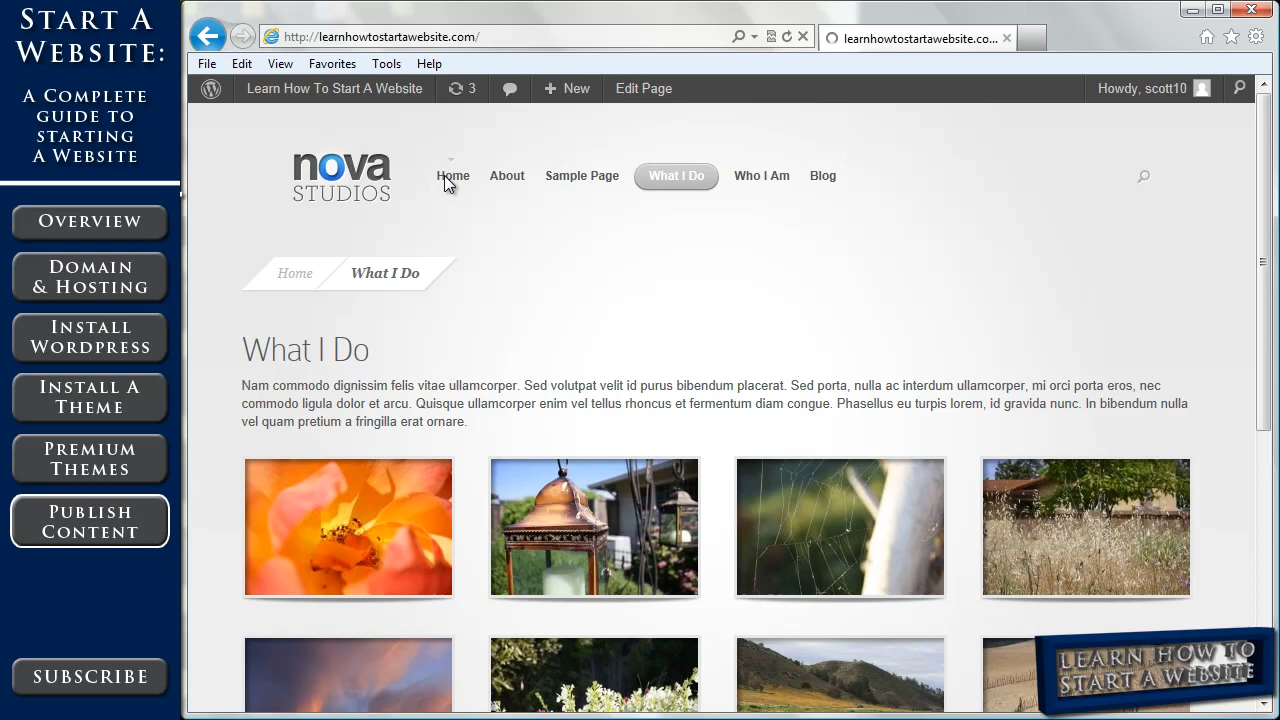 START A
WEBSITE:
A COMPLETE
GUIDE TO
STARTING
A WEBSITE
OVERVIEW
DOMAIN
& HOSTING
INSTALL
WORDPRESS
INSTALL A
THEME
PREMIUM
THEMES
PUBLISH
CONTENT
SUBSCRIBE
http://learnhowtostartawebsite.com/
learnhowtostartawebsite.co...
File Edit View Favorites Tools Help
Learn How To Start A Website 3 New Edit Page Howdy, scott10
nova
STUDIOS
Home About Sample Page What I Do Who I Am Blog
Home What I Do
What I Do
Nam commodo dignissim felis vitae ullamcorper. Sed volutpat velit id purus bibendum placerat. Sed porta, nulla ac interdum ullamcorper, mi orci porta eros, nec
commodo ligula dolor et arcu. Quisque ullamcorper enim vel tellus rhoncus et fermentum diam congue. Phasellus eu turpis lorem, id gravida nunc. In bibendum nulla
vel quam pretium a fringilla erat ornare.
LEARN HOW TO
START A WEBSITE